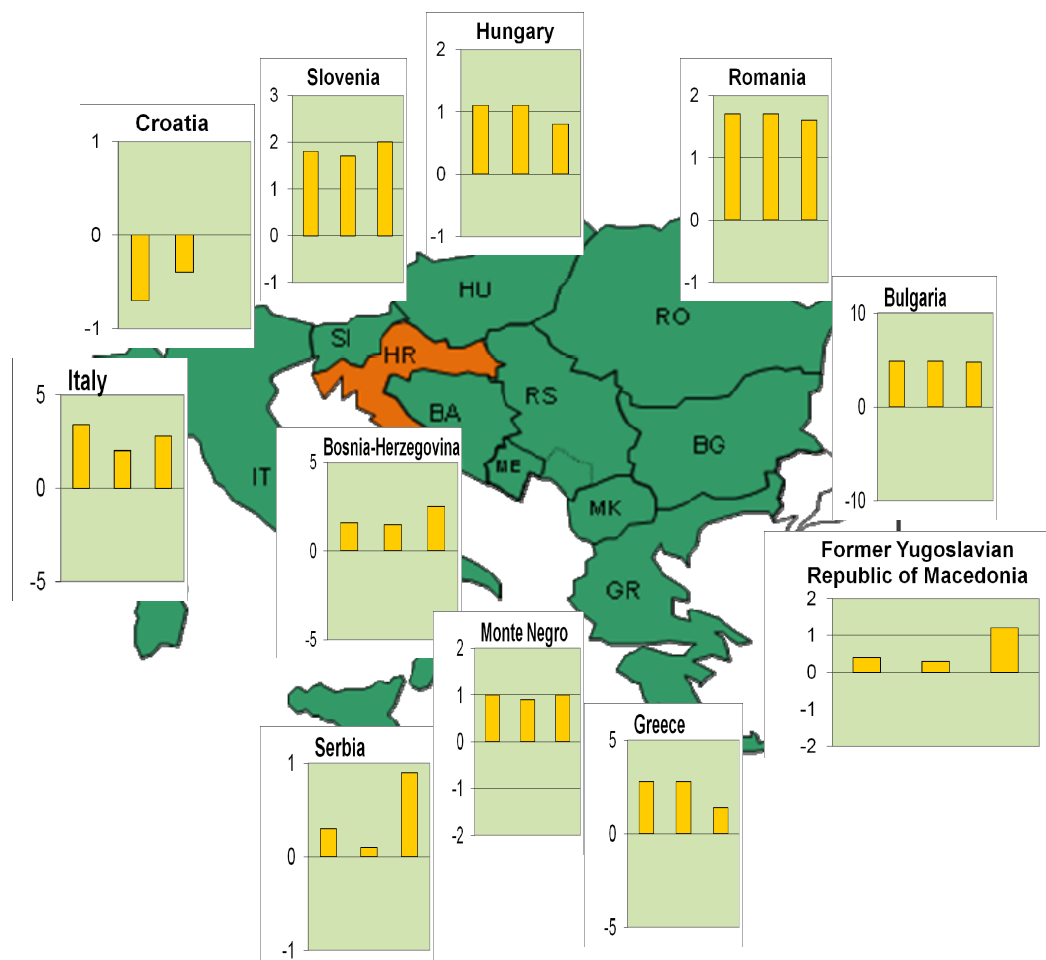 Hungary
2
1
0
-1
Slovenia
3
2
1
0
-1
Romania
2
1
0
-1
Croatia
1
0
-1
Bulgaria
10
0
-10
Italy
5
0
-5
Bosnia-Herzegovina
5
0
-5
Former Yugoslavian
Republic of Macedonia
2
1
0
-1
-2
Monte Negro
2
1
0
-1
-2
Greece
5
0
-5
Serbia
1
0
-1
HU
RO
SI
HR
RS
BA
BG
ME
IT
MK
GR